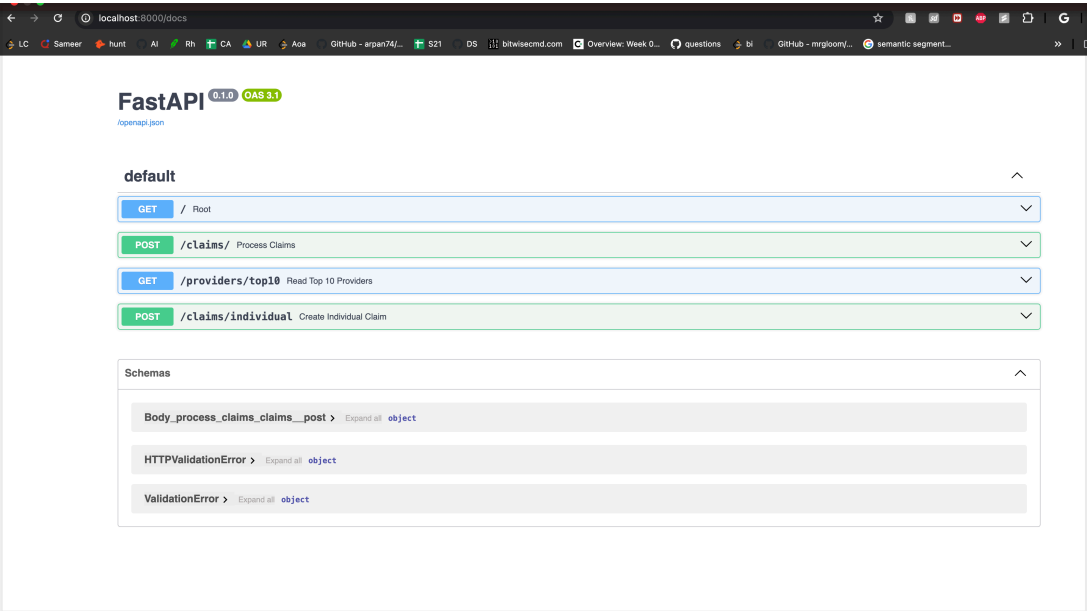 localhost:8000/docs
LC Sameer hunt AI Rh CA UR Aoa GitHub - arpan74/... S21 DS bitwisecmd.com Overview: Week 0... questions bi GitHub - mrgloom/... semantic segment... »
FastAPI 0.1.0 OAS 3.1
/openapi.json
default
GET / Root
POST /claims/ Process Claims
GET /providers/top10 Read Top 10 Providers
POST /claims/individual Create Individual Claim
Schemas
Body_process_claims_claims__post > Expand all object
HTTPValidationError > Expand all object
ValidationError > Expand all object